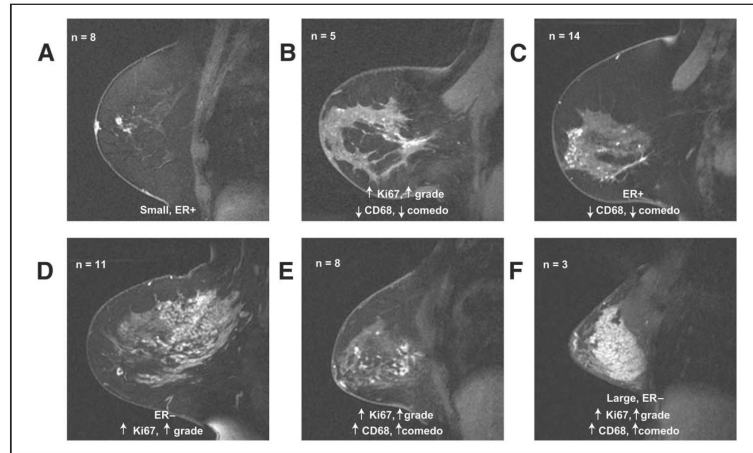 A
n = 8
Small, ER+
B
n = 5
↑ Ki67, ↑ grade
↓ CD68, ↓ comedo
C
n = 14
ER+
↓ CD68, ↓ comedo
D
n = 11
ER–
↑ Ki67, ↑ grade
E
n = 8
↑ Ki67, ↑grade
↑ CD68, ↑comedo
F
n = 3
Large, ER–
↑ Ki67, ↑grade
↑ CD68, ↑comedo